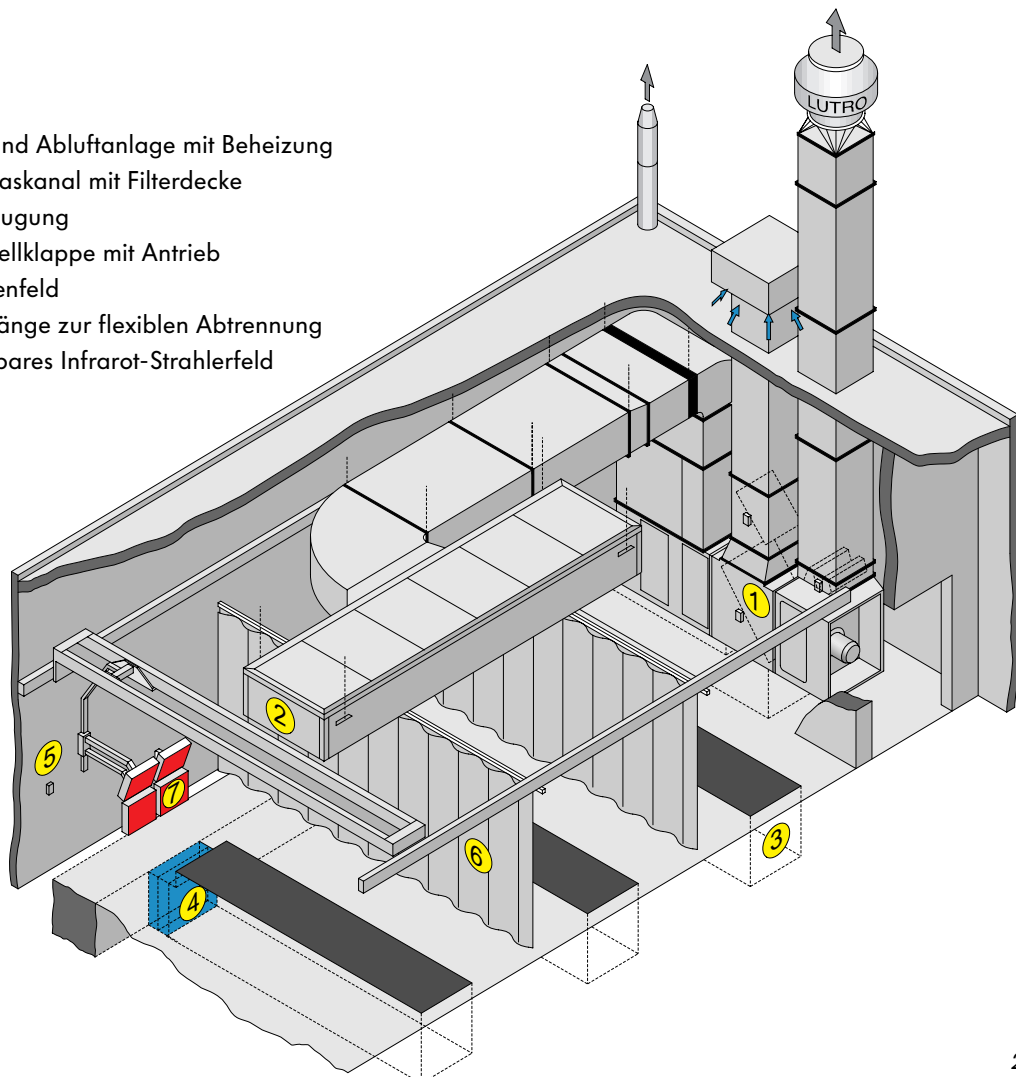 nd Abluftanlage mit Beheizung
askanal mit Filterdecke
ugung
ellklappe mit Antrieb
enfeld
änge zur flexiblen Abtrennung
bares Infrarot-Strahlerfeld
LUTRO
1
2
5
7
3
6
4
2